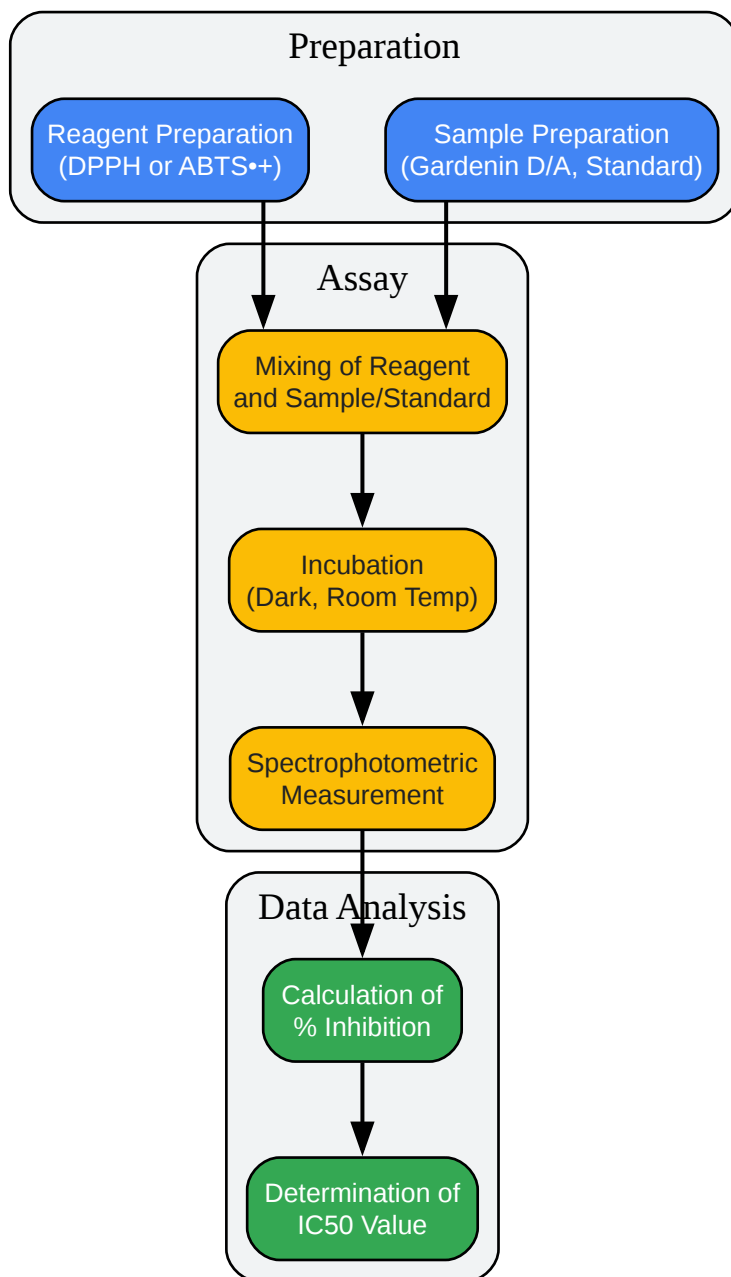 Preparation
Reagent Preparation
(DPPH or ABTS•+)
Sample Preparation
(Gardenin D/A, Standard)
Assay
Mixing of Reagent
and Sample/Standard
Incubation
(Dark, Room Temp)
Spectrophotometric
Measurement
Data Analysis
Calculation of
% Inhibition
Determination of
IC50 Value